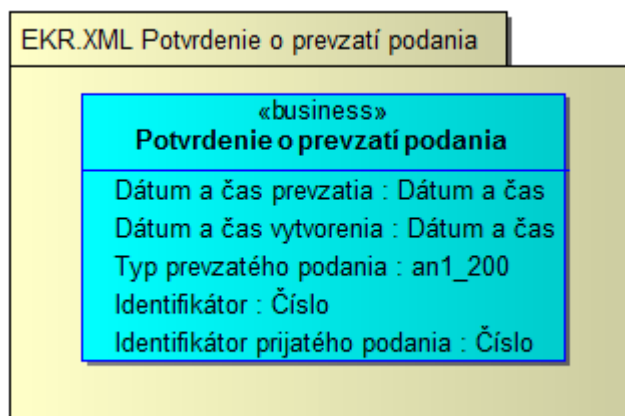 EKR.XML Potvrdenie o prevzatí podania
«business»
Potvrdenie o prevzatí podania
Dátum a čas prevzatia : Dátum a čas
Dátum a čas vytvorenia : Dátum a čas
Typ prevzatého podania : an1_200
Identifikátor : Číslo
Identifikátor prijatého podania : Číslo